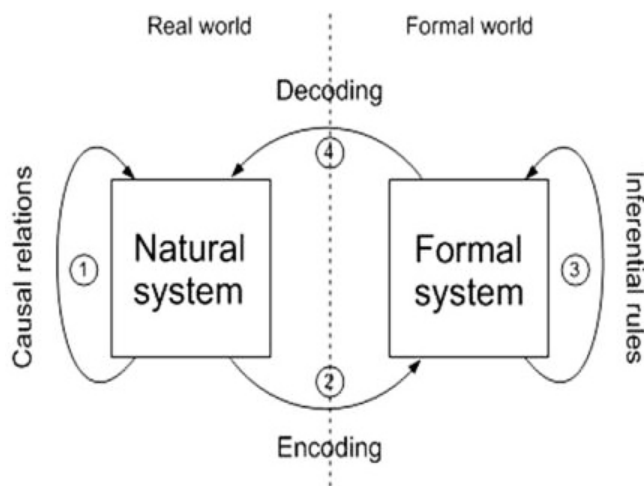 Real world
Formal world
Decoding
4
Causal relations
1
Natural
system
Formal
system
3
Inferential rules
2
Encoding